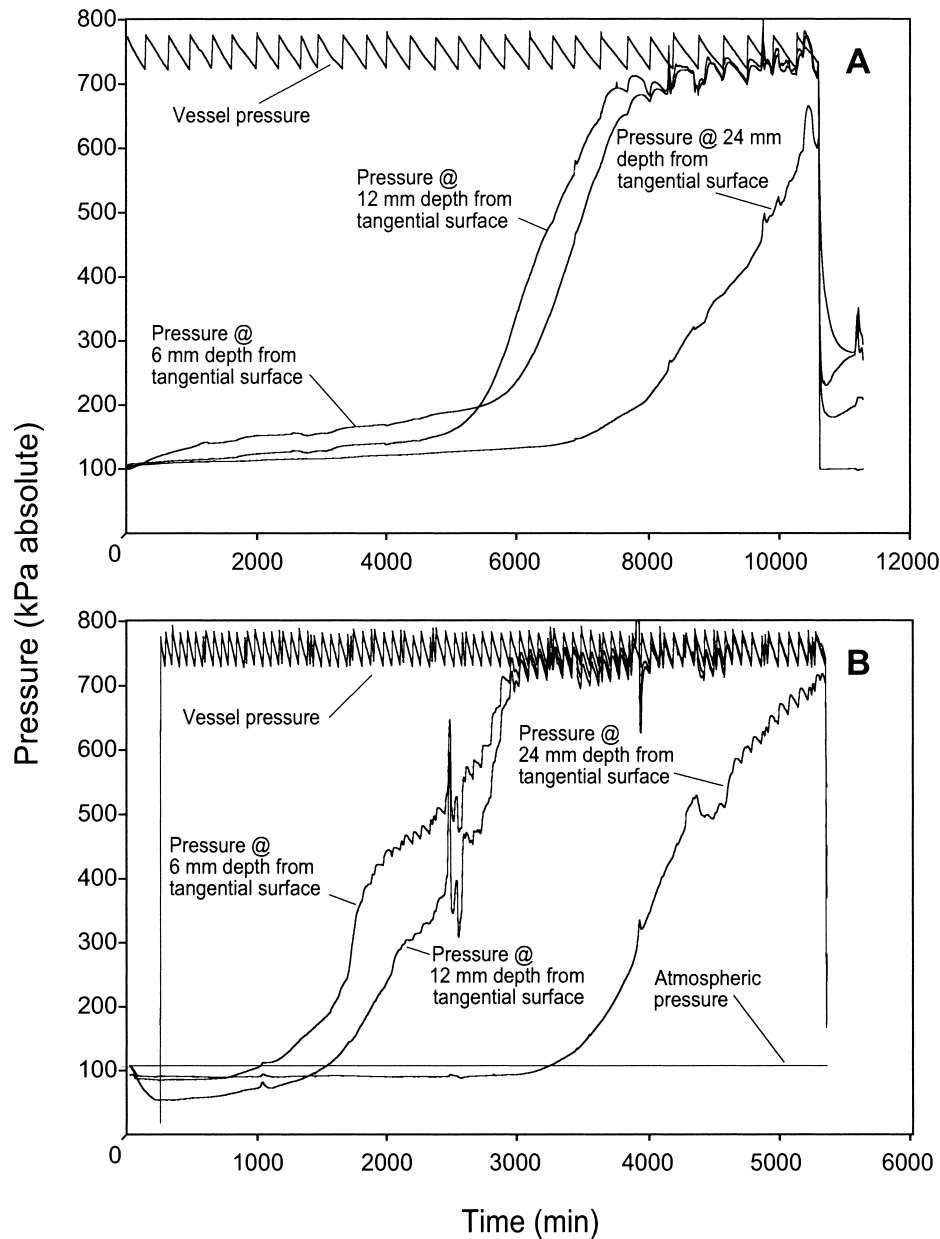 Pressure (kPa absolute)
800
700
600
500
400
300
200
100
0
2000
4000
6000
8000
10000
12000
A
Vessel pressure
Pressure @
12 mm depth from
tangential surface
Pressure @ 24 mm
depth from
tangential surface
Pressure @
6 mm depth from
tangential surface
800
700
600
500
400
300
200
100
0
1000
2000
3000
4000
5000
6000
B
Vessel pressure
Pressure @
24 mm depth from
tangential surface
Pressure @
6 mm depth from
tangential surface
Pressure @
12 mm depth from
tangential surface
Atmospheric
pressure
Time (min)